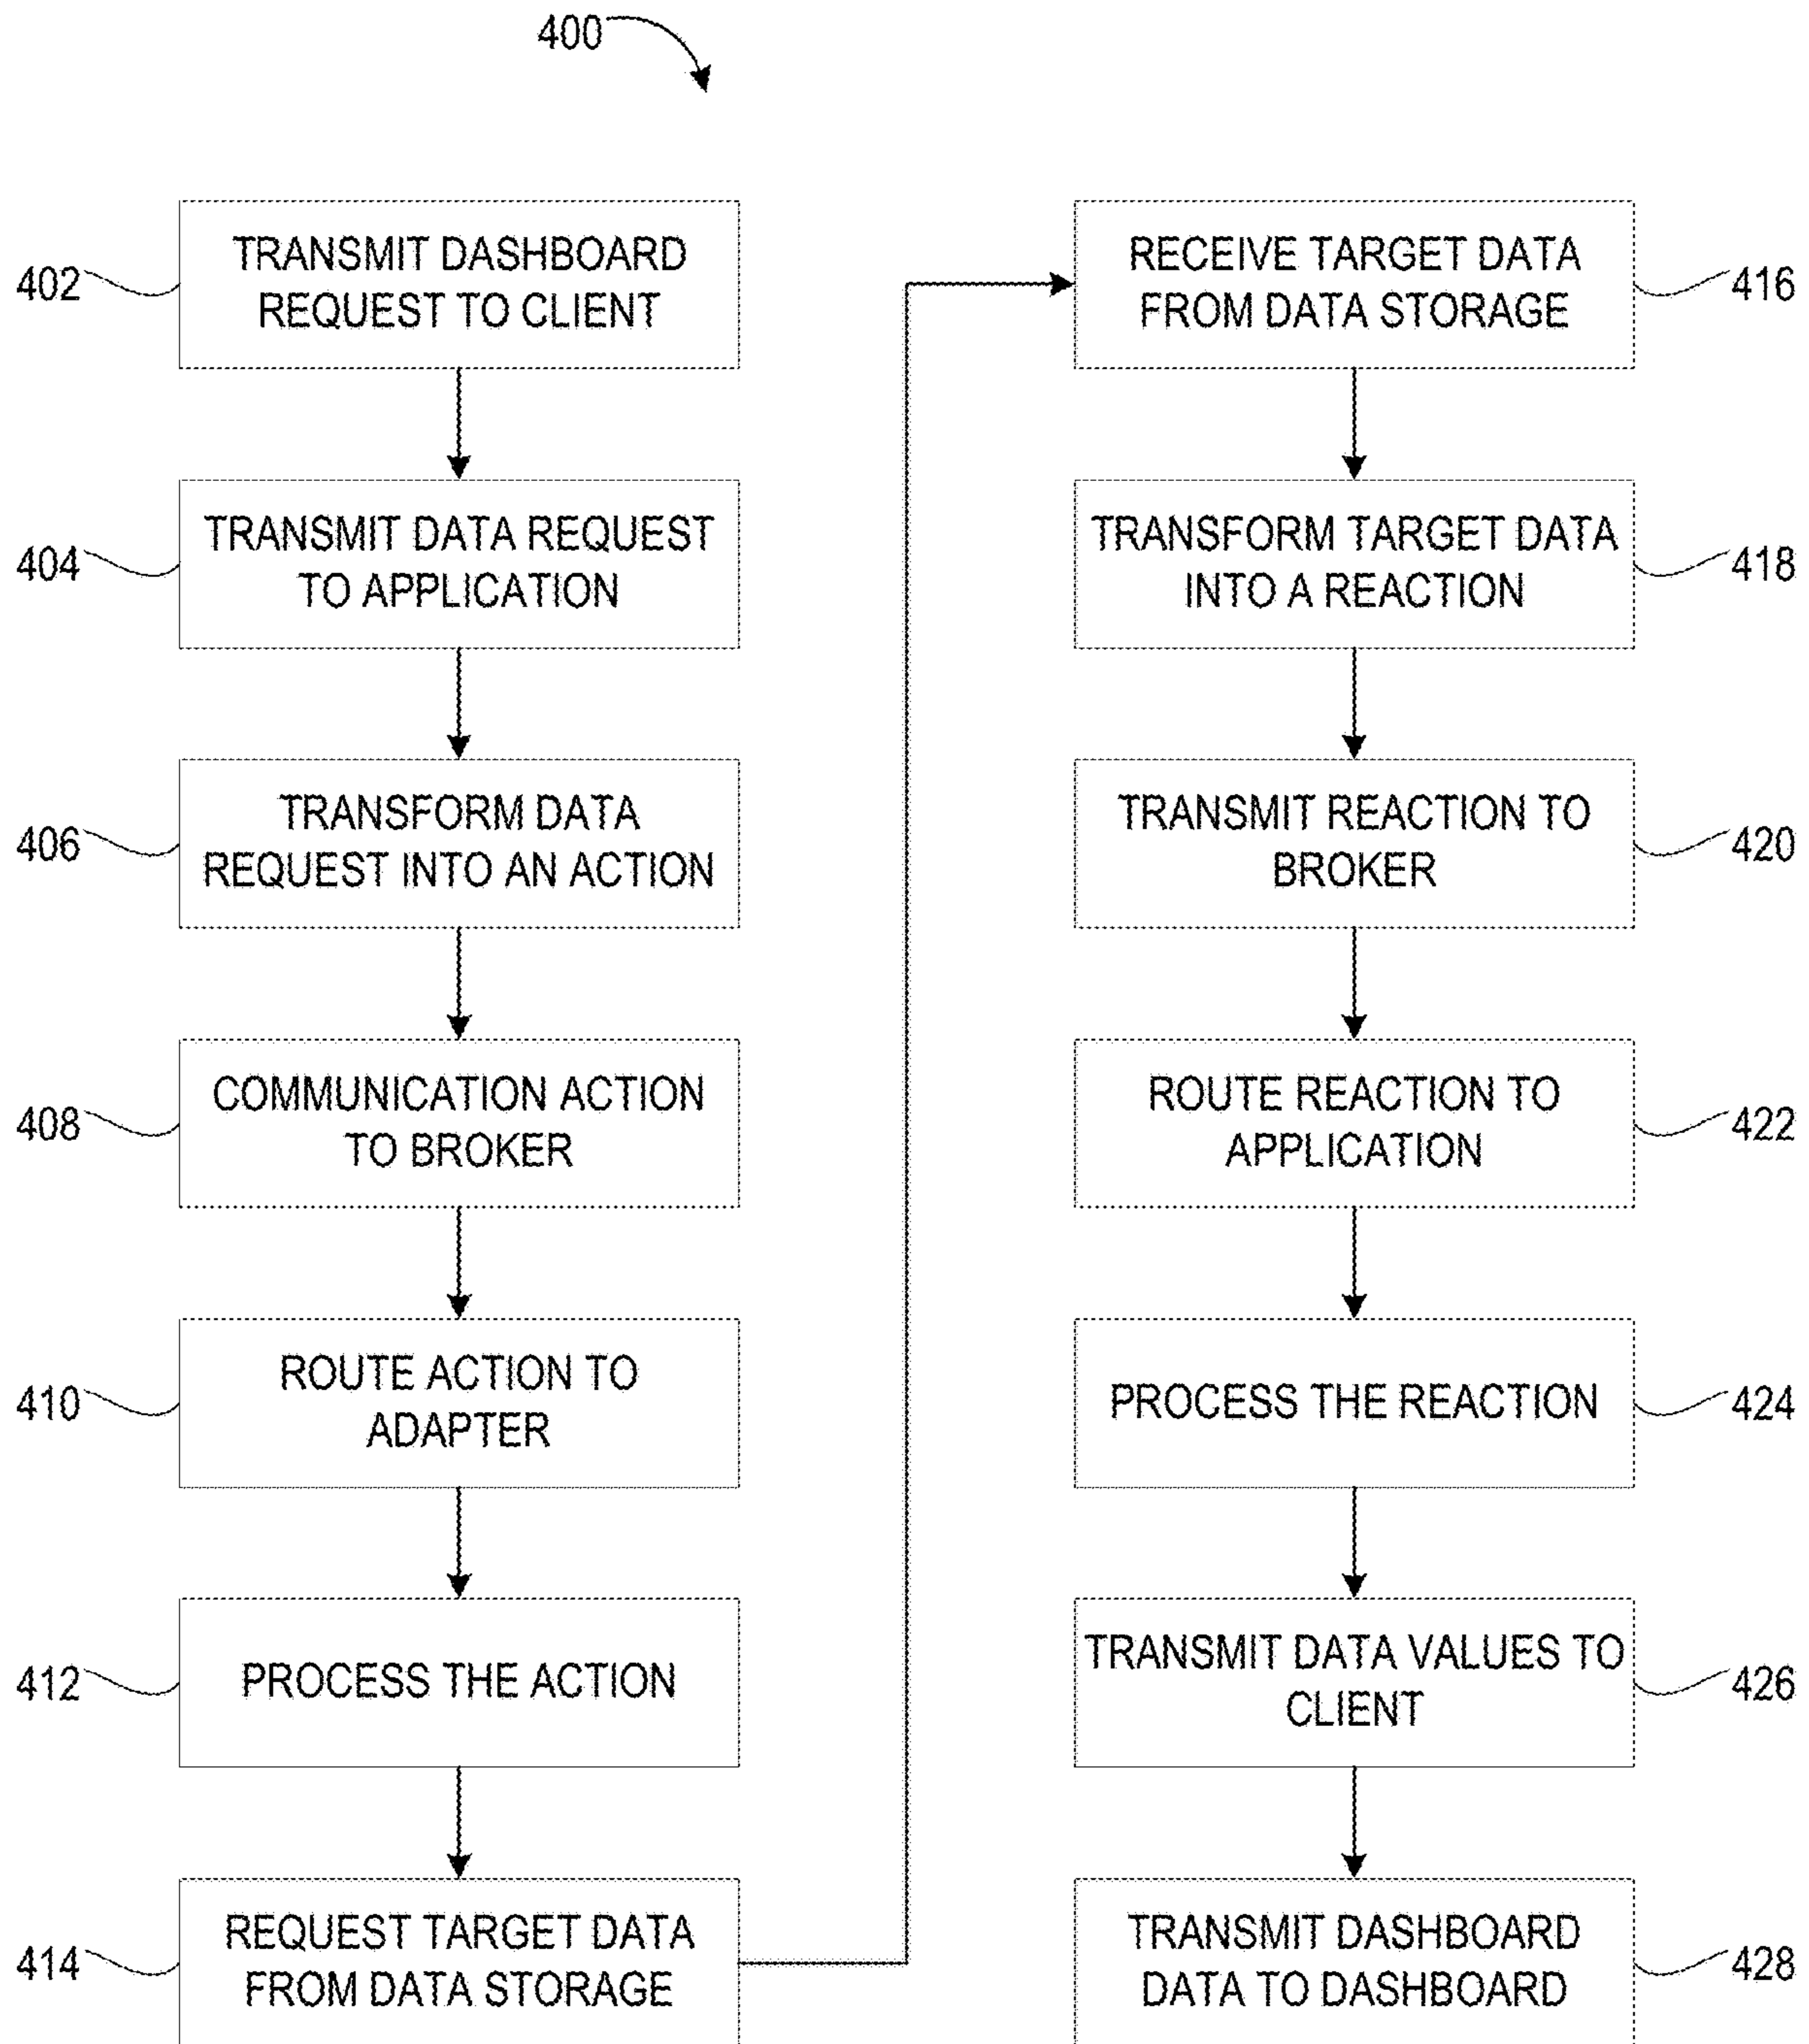 400
402
TRANSMIT DASHBOARD
REQUEST TO CLIENT
404
TRANSMIT DATA REQUEST
TO APPLICATION
406
TRANSFORM DATA
REQUEST INTO AN ACTION
408
COMMUNICATION ACTION
TO BROKER
410
ROUTE ACTION TO
ADAPTER
412
PROCESS THE ACTION
414
REQUEST TARGET DATA
FROM DATA STORAGE
RECEIVE TARGET DATA
FROM DATA STORAGE
416
TRANSFORM TARGET DATA
INTO A REACTION
418
TRANSMIT REACTION TO
BROKER
420
ROUTE REACTION TO
APPLICATION
422
PROCESS THE REACTION
424
TRANSMIT DATA VALUES TO
CLIENT
426
TRANSMIT DASHBOARD
DATA TO DASHBOARD
428